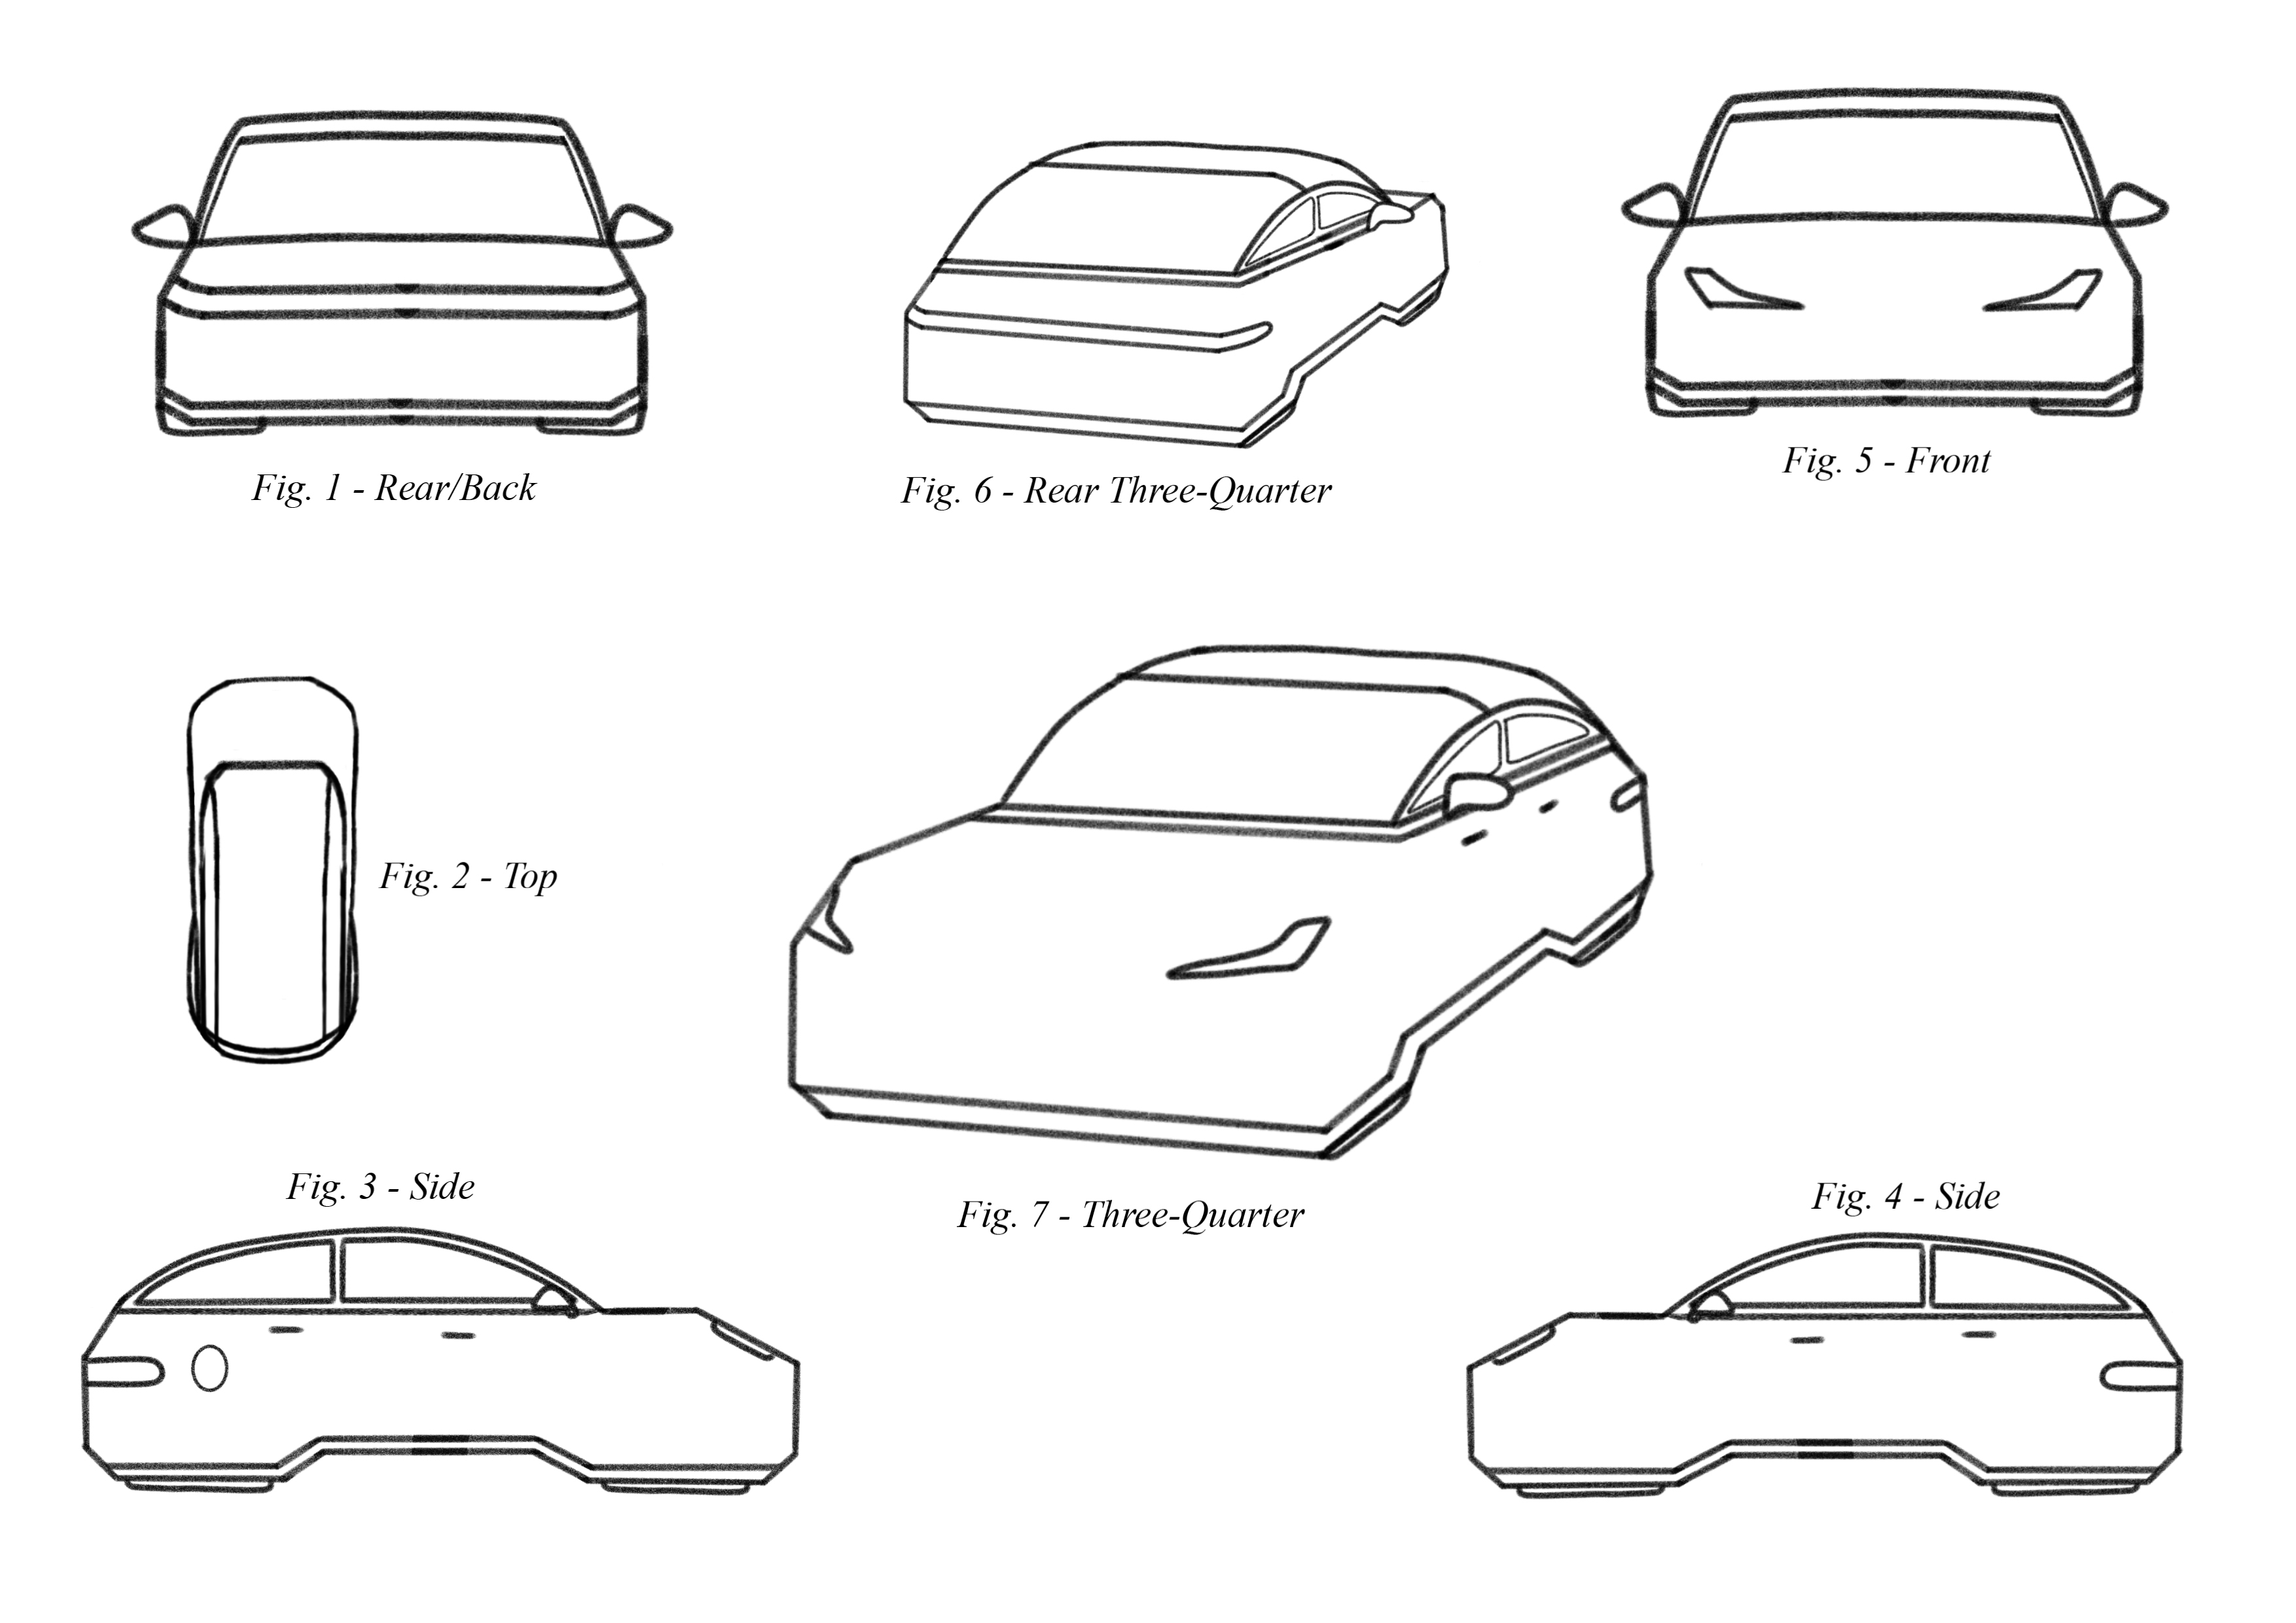 Fig. 1 - Rear/Back
Fig. 6 - Rear Three-Quarter
Fig. 5 - Front
Fig. 2 - Top
Fig. 3 - Side
Fig. 7 - Three-Quarter
Fig. 4 - Side